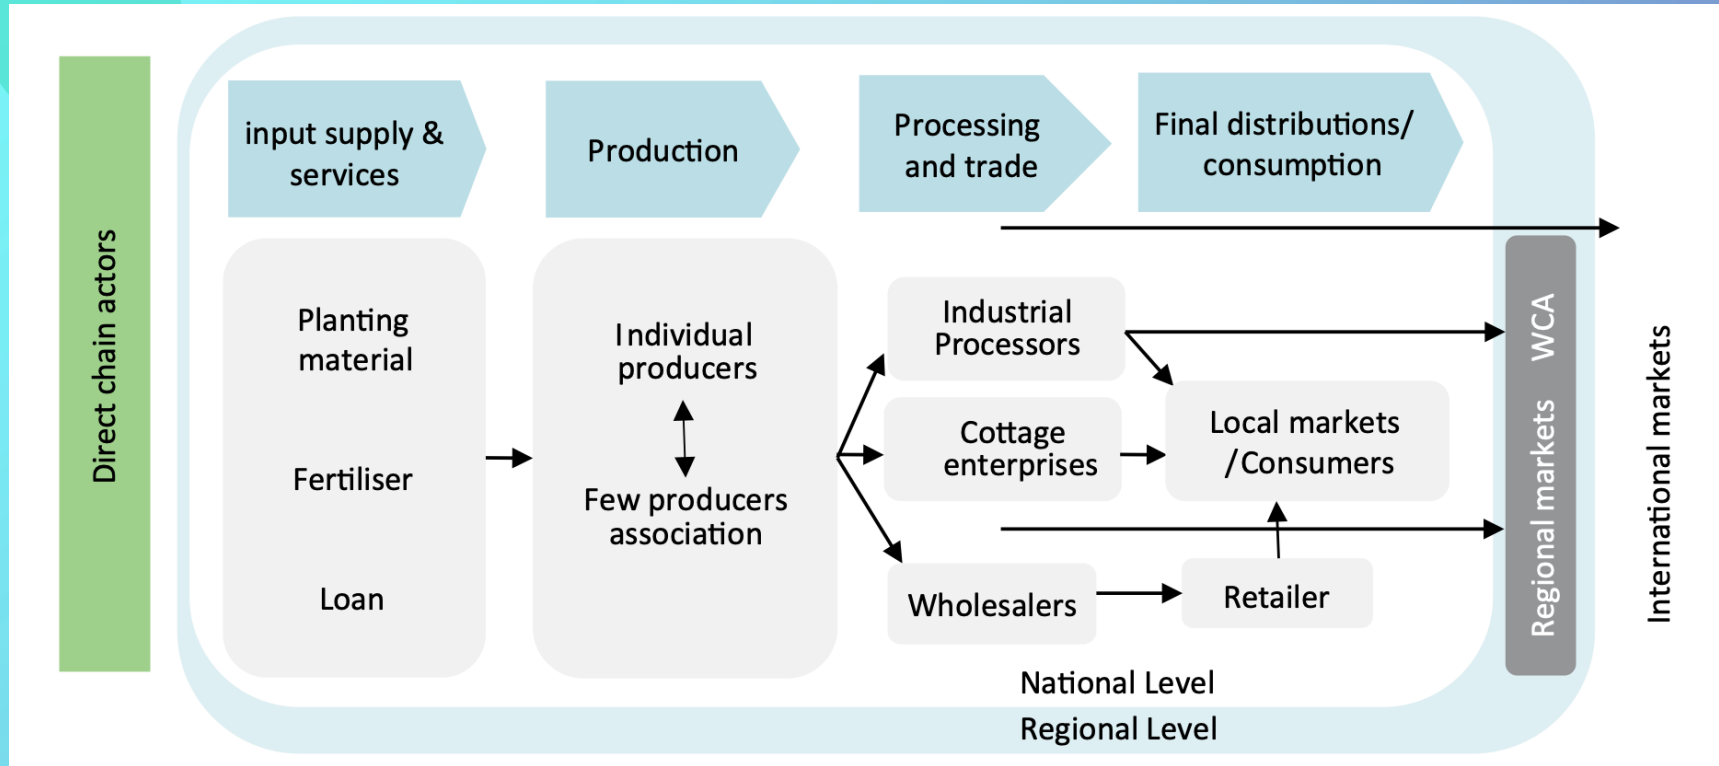 Direct chain actors
input supply &
services
Production
Processing
and trade
Final distributions/
consumption
Planting
material
Fertiliser
Loan
Individual
producers
Few producers
association
Industrial
Processors
Cottage
enterprises
Wholesalers
Local markets
/Consumers
Retailer
National Level
Regional Level
Regional markets WCA
International markets